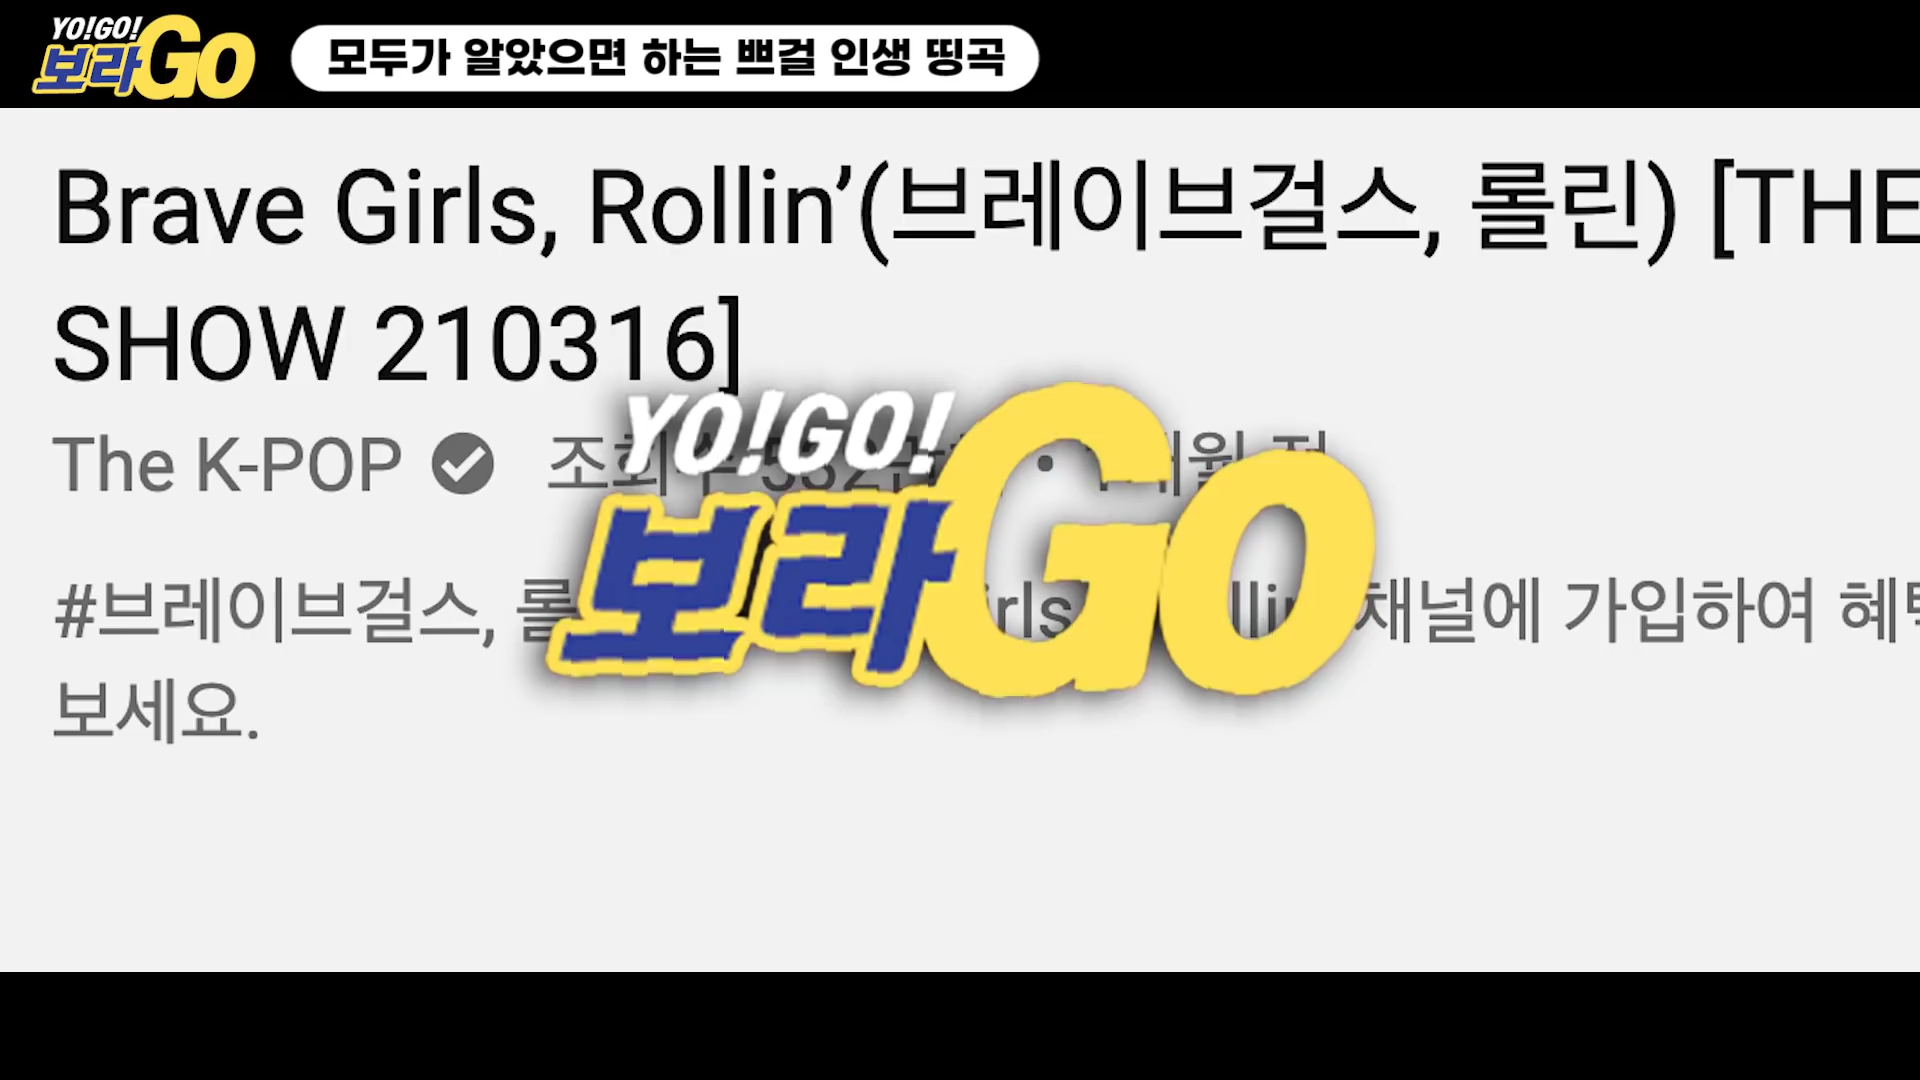 YO!GO!
보라Go
모두가 알았으면 하는 쁘걸 인생 띵곡
Brave Girls, Rollin’(브레이브걸스, 롤린) [THE
SHOW 210316]
The K-POP
YO!GO!
보라Go
#브레이브걸스, 채널에 가입하여
보세요.